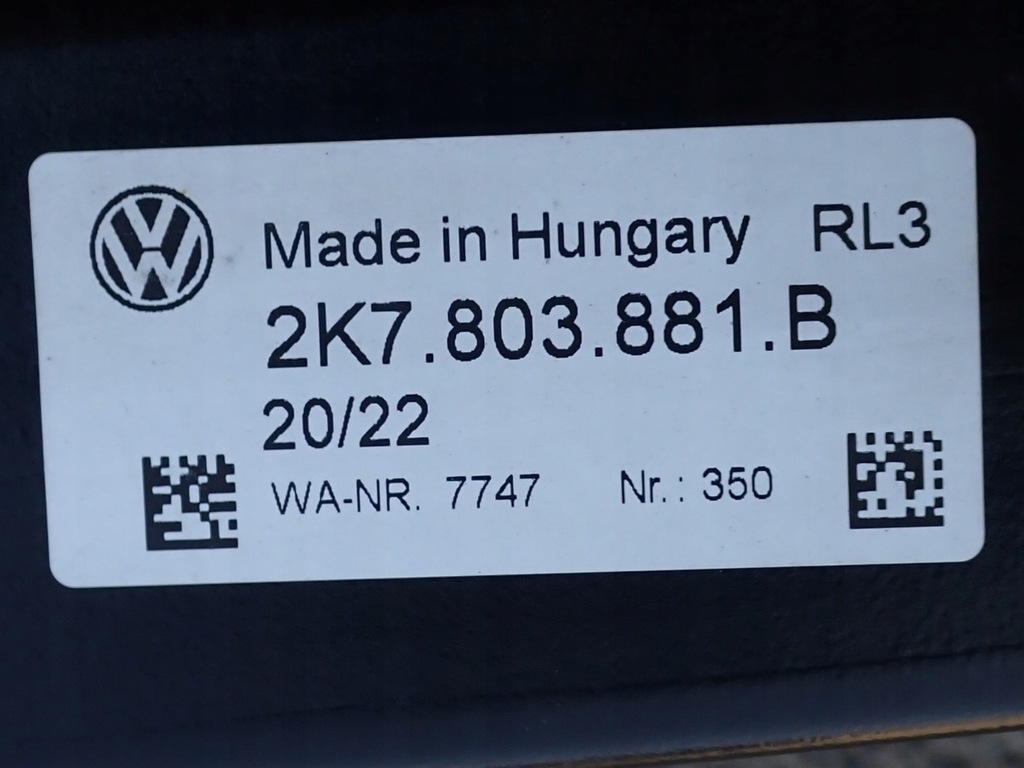 Made in Hungary RL3
2K7.803.881.B
20/22
WA-NR. 7747 Nr.: 350